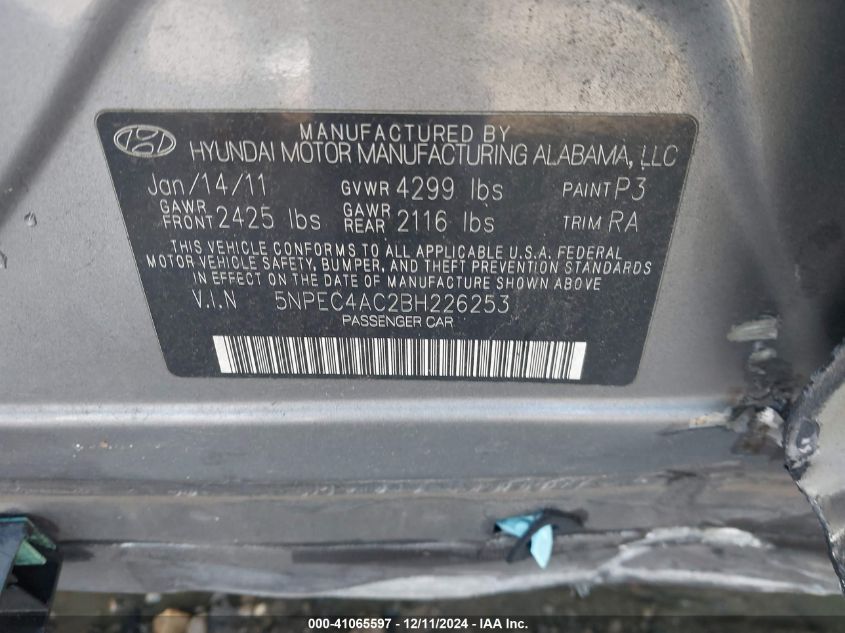 MANUFACTURED BY
HYUNDAI MOTOR MANUFACTURING ALABAMA, LLC
Jan/14/11 GVWR 4299 lbs PAINT P3
GAWR FRONT 2425 lbs GAWR REAR 2116 lbs TRIM RA
THIS VEHICLE CONFORMS TO ALL APPLICABLE U.S.A. FEDERAL
MOTOR VEHICLE SAFETY, BUMPER, AND THEFT PREVENTION STANDARDS
IN EFFECT ON THE DATE OF MANUFACTURE SHOWN ABOVE
V.I.N 5NPEC4AC2BH226253
PASSENGER CAR
000-41065597 - 12/11/2024 - IAA Inc.